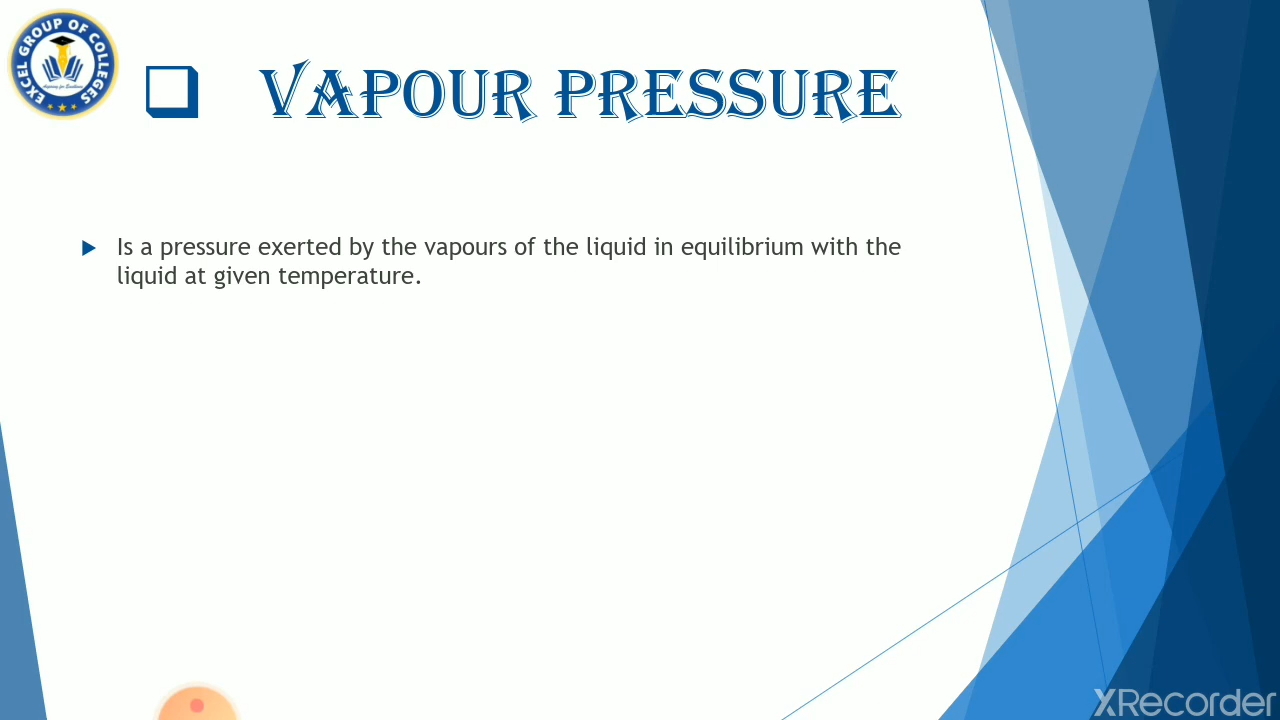 EXCEL GROUP OF COLLEGES
VAPOUR PRESSURE
Is a pressure exerted by the vapours of the liquid in equilibrium with the
liquid at given temperature.
XRecorder